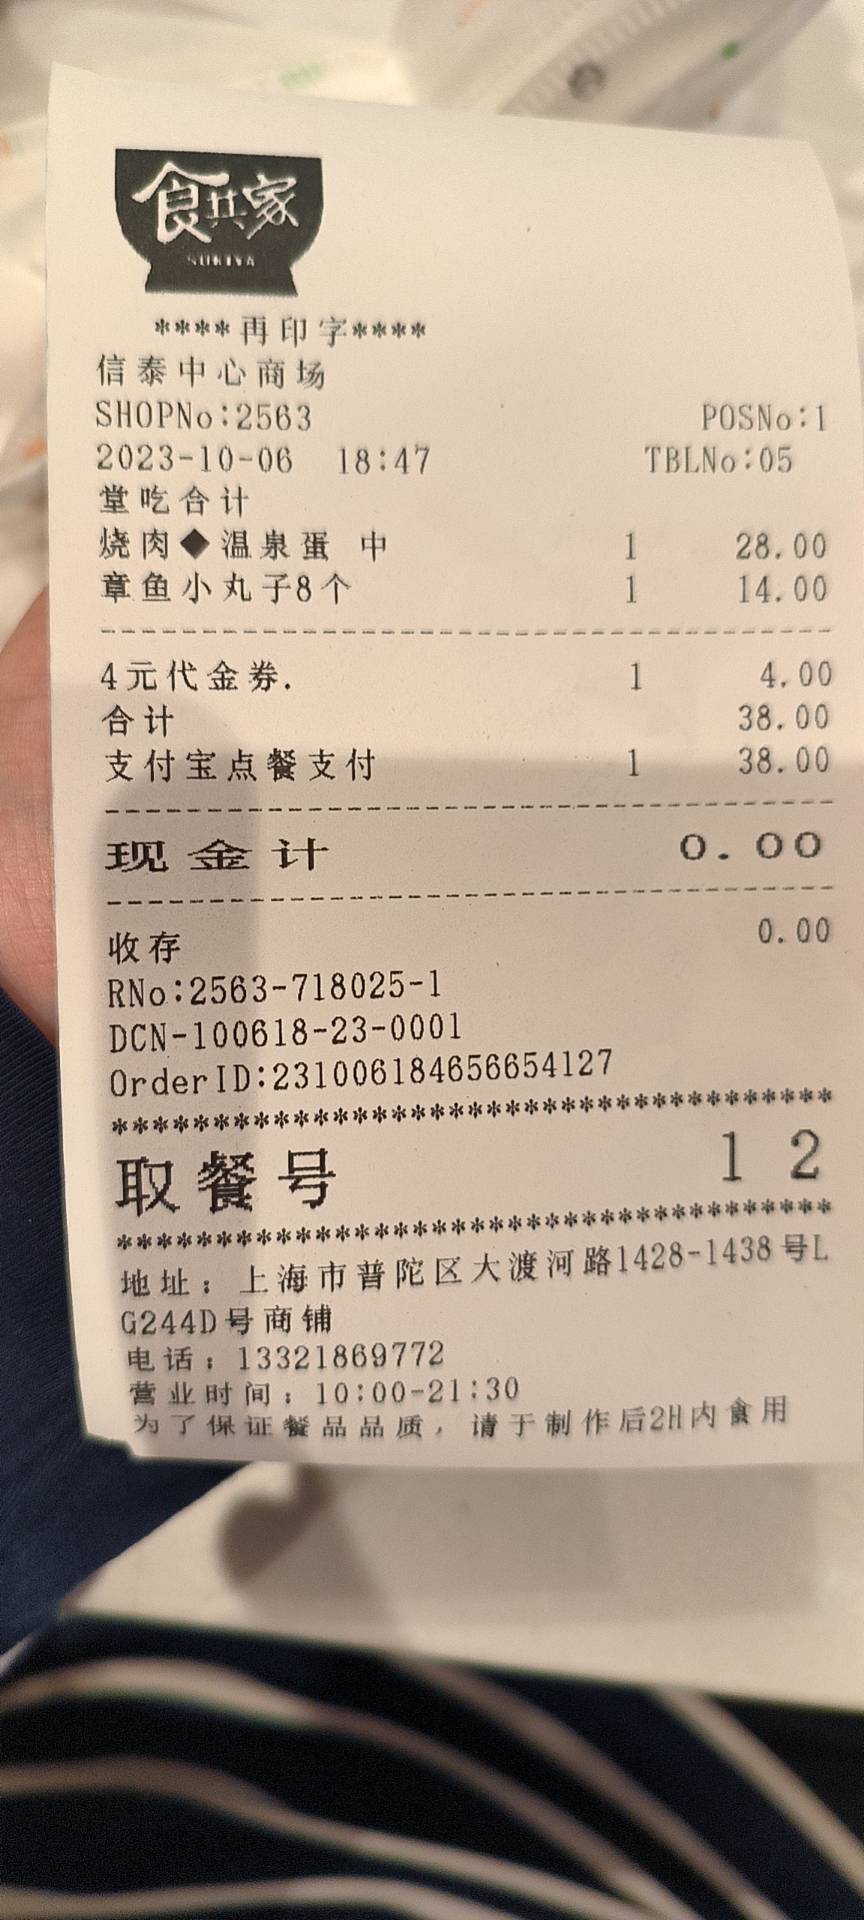 食其家
SUKIYA
****再印字****
信泰中心商场
SHOPNo:2563 POSNo:1
2023-10-06 18:47 TBLNo:05
堂吃合计
烧肉◆温泉蛋 中 1 28.00
章鱼小丸子8个 1 14.00
--------------------------------
4元代金券. 1 4.00
合计 38.00
支付宝点餐支付 1 38.00
--------------------------------
现金计 0.00
--------------------------------
收存 0.00
RNo:2563-718025-1
DCN-100618-23-0001
OrderID:231006184656654127
************************************
取餐号 12
************************************
地址：上海市普陀区大渡河路1428-1438号L
G244D号商铺
电话：13321869772
营业时间：10:00-21:30
为了保证餐品品质，请于制作后2H内食用